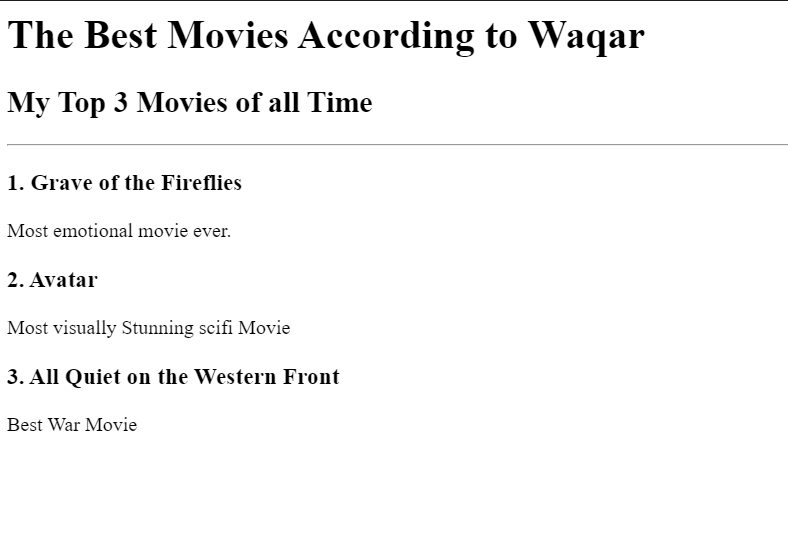 The Best Movies According to Waqar
My Top 3 Movies of all Time
1. Grave of the Fireflies
Most emotional movie ever.
2. Avatar
Most visually Stunning scifi Movie
3. All Quiet on the Western Front
Best War Movie